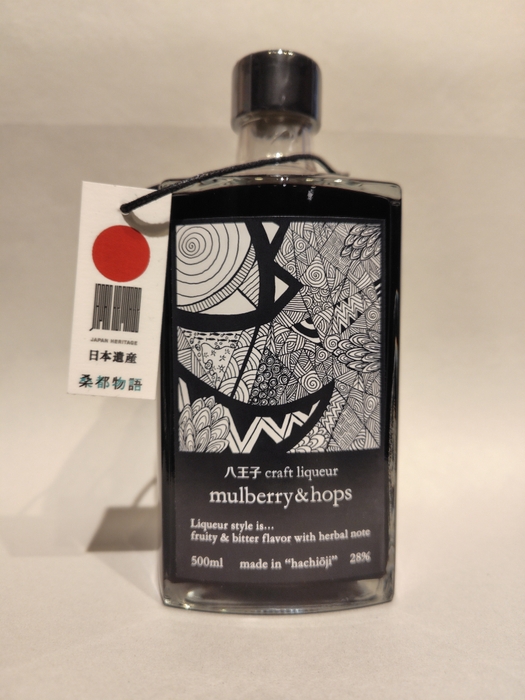 JAPAN HERITAGE
日本遺産
桑都物語
八王子 craft liqueur
mulberry&hops
Liqueur style is...
fruity & bitter flavor with herbal note
500ml made in “hachiōji” 28%